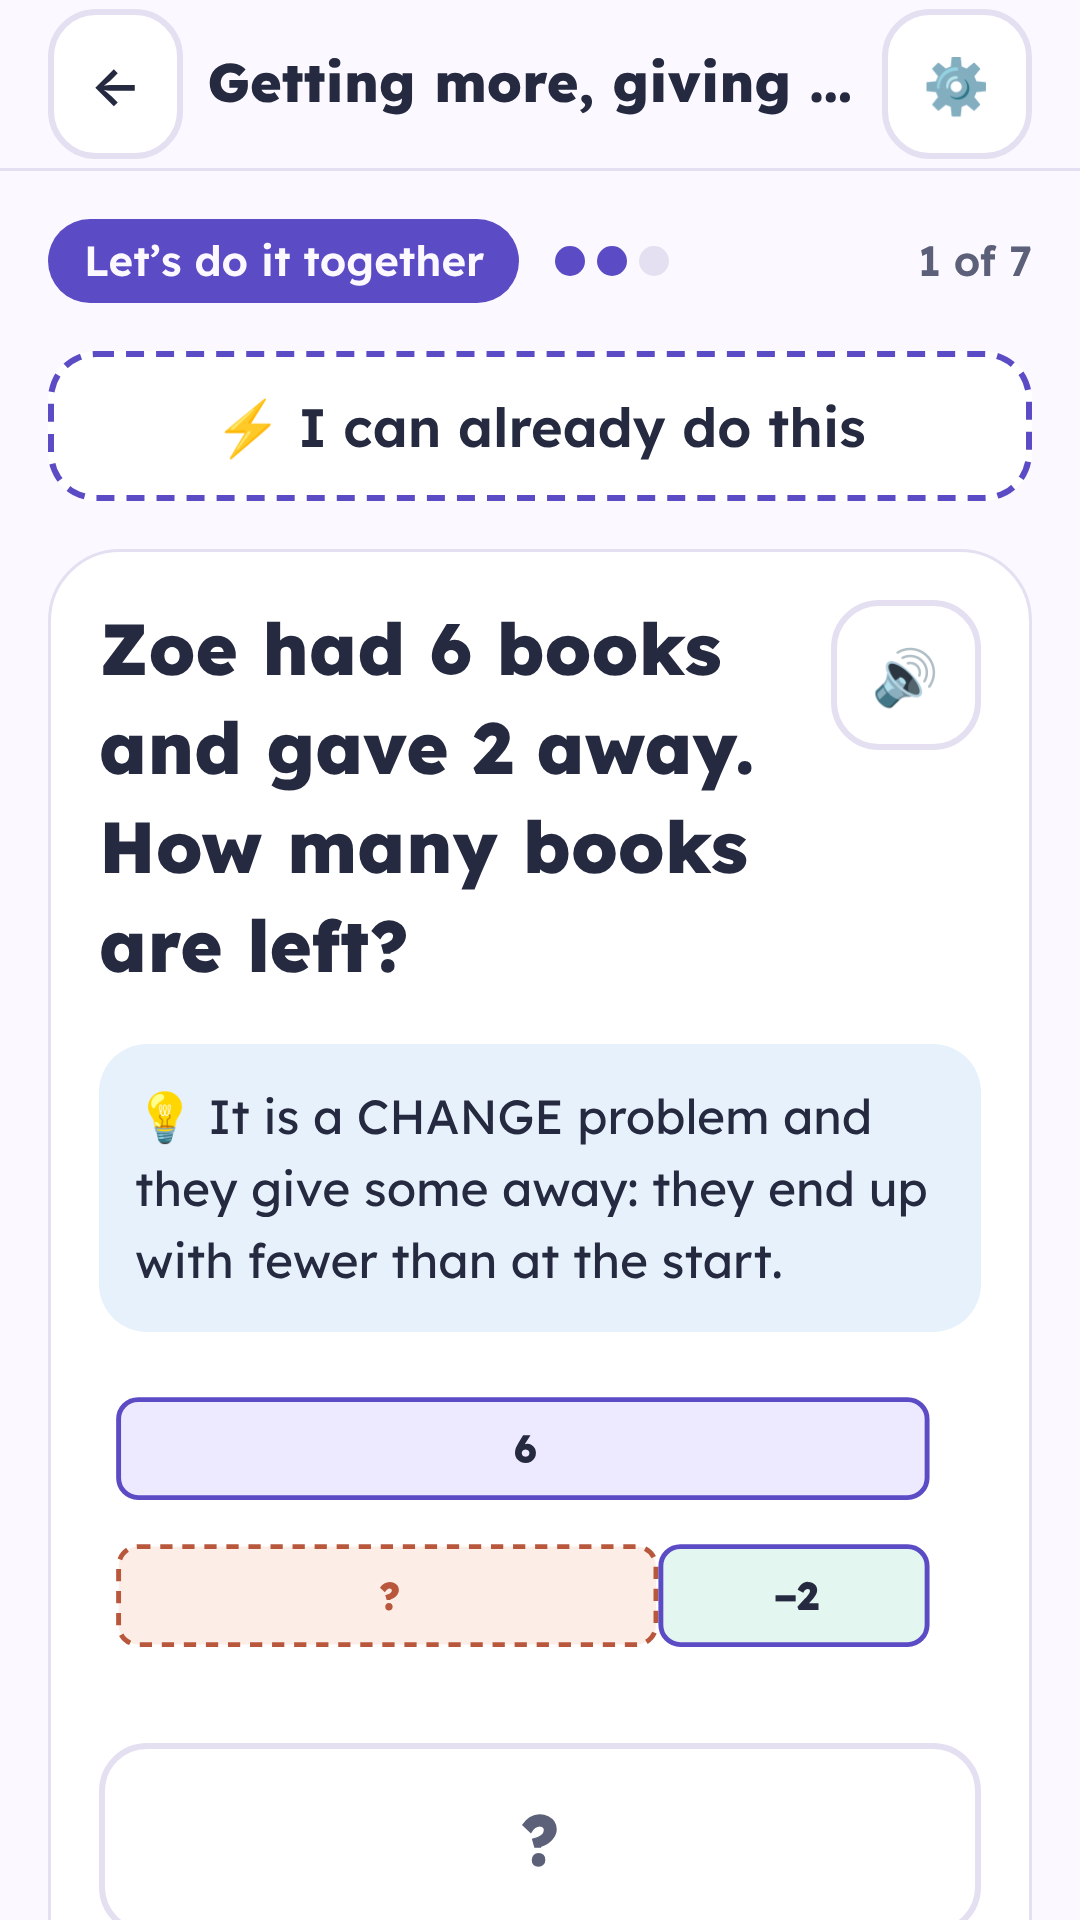 ← Getting more, giving ...
Let’s do it together
1 of 7
⚡ I can already do this
Zoe had 6 books
and gave 2 away.
How many books
are left?
💡 It is a CHANGE problem and
they give some away: they end up
with fewer than at the start.
6
? −2
?